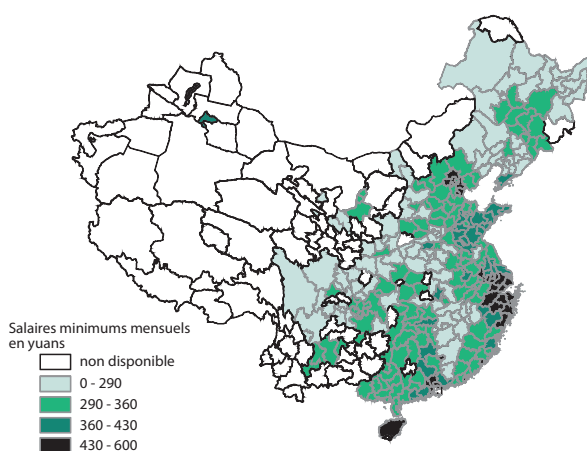 Salaires minimums mensuels
en yuans
non disponible
0 - 290
290 - 360
360 - 430
430 - 600